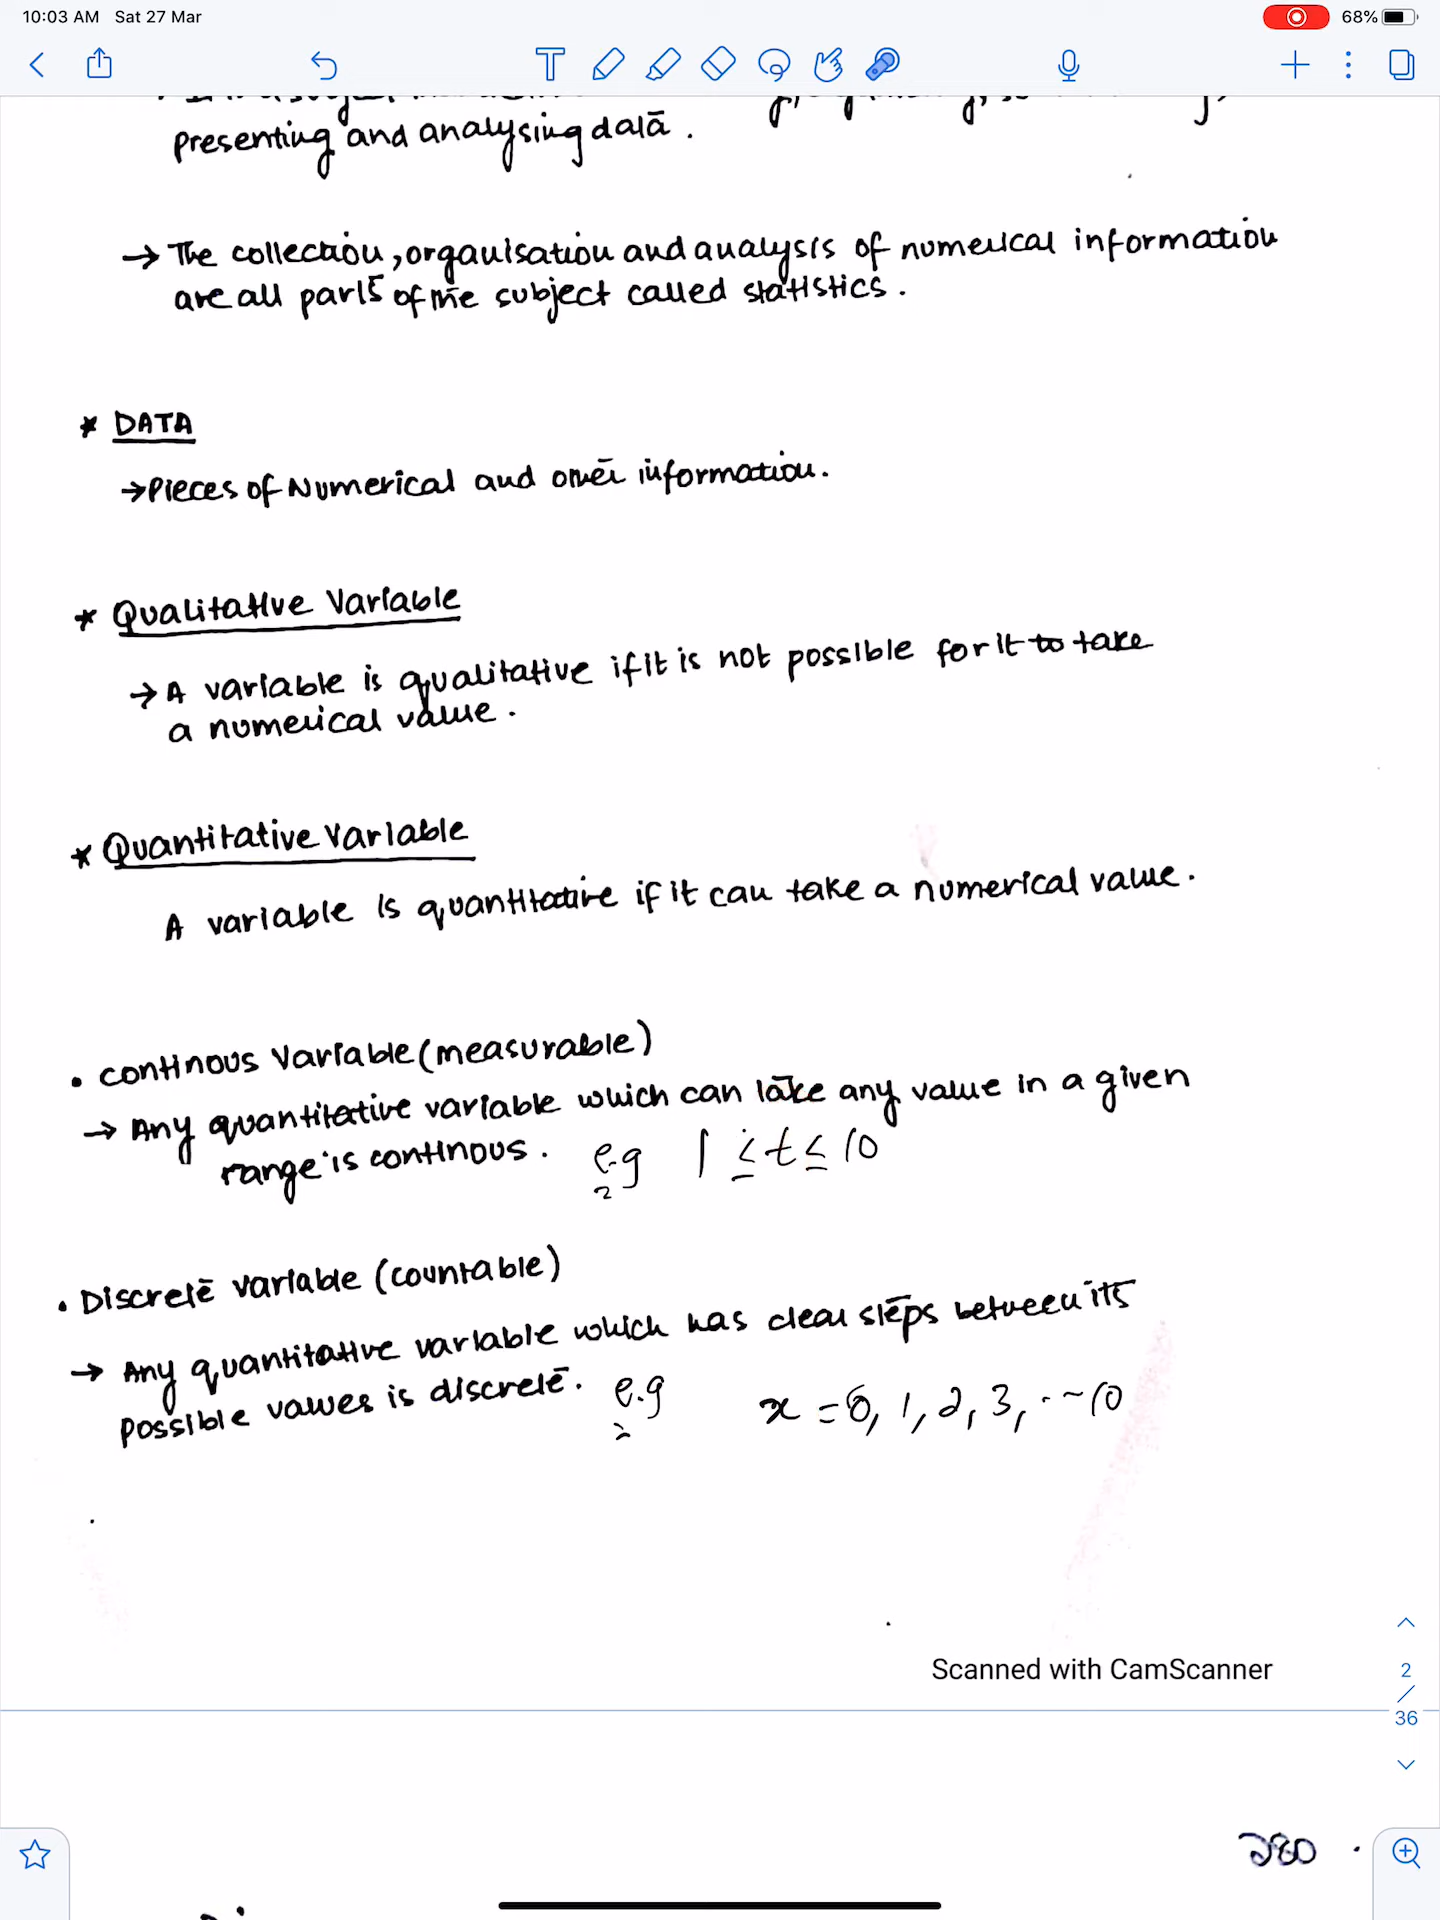 10:03 AM Sat 27 Mar 68%
presenting and analysing data.
→ The collection, organisation and analysis of numerical information
are all parts of the subject called statistics.
* DATA
→ Pieces of Numerical and other information.
* Qualitative Variable
→ A variable is qualitative if it is not possible for it to take
a numerical value.
* Quantitative Variable
A variable is quantitative if it can take a numerical value.
• continous variable (measurable)
→ Any quantitative variable which can take any value in a given
range is continous. e.g 1 ≤ t ≤ 10
• Discrete variable (countable)
→ Any quantitative variable which has clear steps between its
possible values is discrete. e.g x = 0, 1, 2, 3, ... 10
Scanned with CamScanner
2
/
36
280